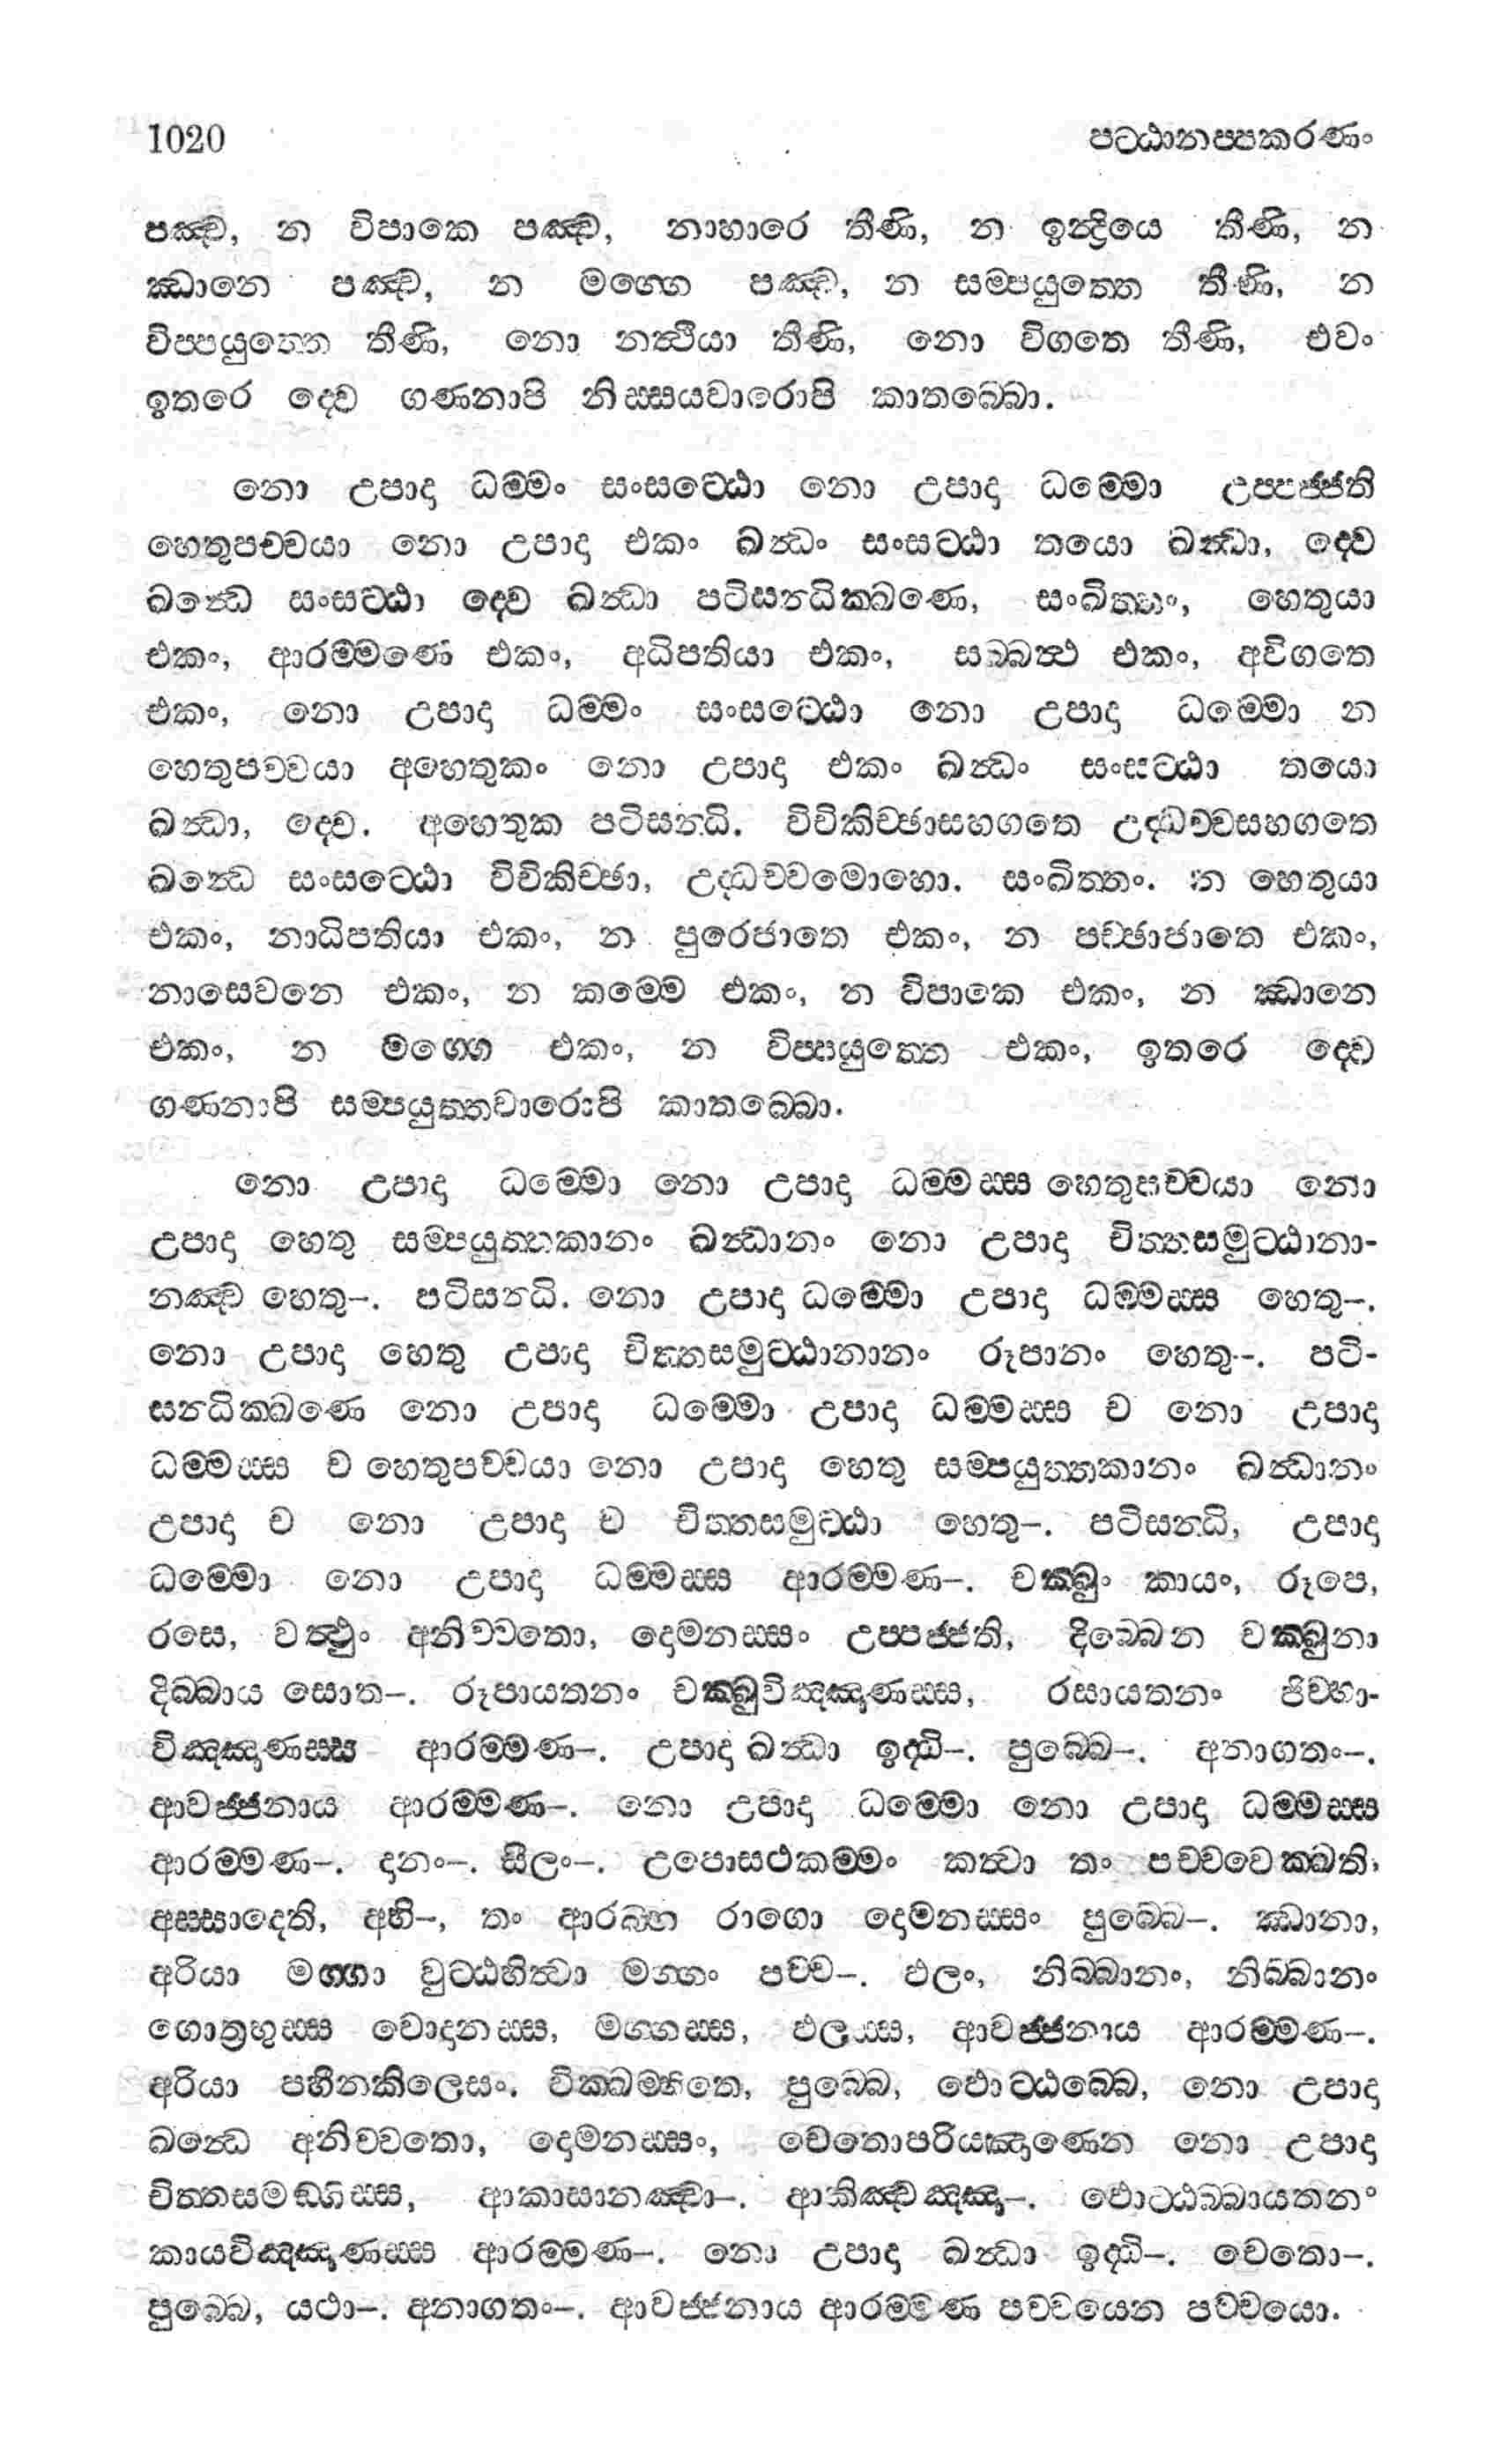 1020 පට්ඨානප්පකරණං
පඤ්ච, න විපාකෙ පඤ්ච, නාහාරෙ තීණි, න ඉන්ද්‍රියෙ තීණි, න
ඣානෙ පඤ්ච, න මග්ගෙ පඤ්ච, න සම්පයුත්තෙ තීණි, න
විප්පයුත්තෙ තීණි, නො නත්ථියා තීණි, නො විගතෙ තීණි, එවං
ඉතරෙ ද්වෙ ගණනාපි නිස්සයවාරොපි කාතබ්බො.
නො උපාදා ධම්මං සංසට්ඨො නො උපාදා ධම්මො උප්පජ්ජති
හෙතුපච්චයා නො උපාදා එකං ඛන්ධං සංසට්ඨා තයො ඛන්ධා, ද්වෙ
ඛන්ධෙ සංසට්ඨා ද්වෙ ඛන්ධා පටිසන්ධික්ඛණෙ, සංඛිත්තං, හෙතුයා
එකං, ආරම්මණෙ එකං, අධිපතියා එකං, සබ්බත්ථ එකං, අවිගතෙ
එකං, නො උපාදා ධම්මං සංසට්ඨො නො උපාදා ධම්මො න
හෙතුපච්චයා අහෙතුකං නො උපාදා එකං ඛන්ධං සංසට්ඨා තයො
ඛන්ධා, ද්වෙ. අහෙතුක පටිසන්ධි. විචිකිච්ඡාසහගතෙ උද්ධච්චසහගතෙ
ඛන්ධෙ සංසට්ඨො විචිකිච්ඡා, උද්ධච්චමොහො. සංඛිත්තං. න හෙතුයා
එකං, නාධිපතියා එකං, න පුරෙජාතෙ එකං, න පච්ඡාජාතෙ එකං,
නාසෙවනෙ එකං, න කම්මෙ එකං, න විපාකෙ එකං, න ඣානෙ
එකං, න මග්ගෙ එකං, න විප්පයුත්තෙ එකං, ඉතරෙ ද්වෙ
ගණනාපි සම්පයුත්තවාරොපි කාතබ්බො.
නො උපාදා ධම්මො නො උපාදා ධම්මස්ස හෙතුපච්චයා නො
උපාදා හෙතු සම්පයුත්තකානං ඛන්ධානං නො උපාදා චිත්තසමුට්ඨානා-
නඤ්ච හෙතු-. පටිසන්ධි. නො උපාදා ධම්මො උපාදා ධම්මස්ස හෙතු-.
නො උපාදා හෙතු උපාදා චිත්තසමුට්ඨානානං රූපානං හෙතු-. පටි-
සන්ධික්ඛණෙ නො උපාදා ධම්මො උපාදා ධම්මස්ස ච නො උපාදා
ධම්මස්ස ච හෙතුපච්චයා නො උපාදා හෙතු සම්පයුත්තකානං ඛන්ධානං
උපාදා ච නො උපාදා ච චිත්තසමුට්ඨා හෙතු-. පටිසන්ධි, උපාදා
ධම්මො නො උපාදා ධම්මස්ස ආරම්මණ-. චක්ඛුං කායං, රූපෙ,
රසෙ, වත්ථුං අනිච්චතො, දොමනස්සං උප්පජ්ජති, දිබ්බෙන චක්ඛුනා
දිබ්බාය සොත-. රූපායතනං චක්ඛුවිඤ්ඤාණස්ස, රසායතනං ජිව්හා-
විඤ්ඤාණස්ස ආරම්මණ-. උපාදා ඛන්ධා ඉද්ධි-. පුබ්බෙ-. අනාගතං-.
ආවජ්ජනාය ආරම්මණ-. නො උපාදා ධම්මො නො උපාදා ධම්මස්ස
ආරම්මණ-. දානං-. සීලං-. උපොසථකම්මං කත්වා තං පච්චවෙක්ඛති,
අස්සාදෙති, අභි-, තං ආරබ්භ රාගො දොමනස්සං පුබ්බෙ-. ඣානා,
අරියා මග්ගා වුට්ඨහිත්වා මග්ගං පච්ච-. ඵලං, නිබ්බානං, නිබ්බානං
ගොත්‍රභුස්ස වොදානස්ස, මග්ගස්ස, ඵලස්ස, ආවජ්ජනාය ආරම්මණ-.
අරියා පහීනකිලෙසං. වික්ඛම්භිතෙ, පුබ්බෙ, ඵොට්ඨබ්බෙ, නො උපාදා
ඛන්ධෙ අනිච්චතො, දොමනස්සං, චෙතොපරියඤාණෙන නො උපාදා
චිත්තසමඞ්ගිස්ස, ආකාසානඤ්චා-. ආකිඤ්චඤ්ඤා-. ඵොට්ඨබ්බායතනං
කායවිඤ්ඤාණස්ස ආරම්මණ-. නො උපාදා ඛන්ධා ඉද්ධි-. චෙතො-.
පුබ්බෙ, යථා-. අනාගතං-. ආවජ්ජනාය ආරම්මණ පච්චයෙන පච්චයො.